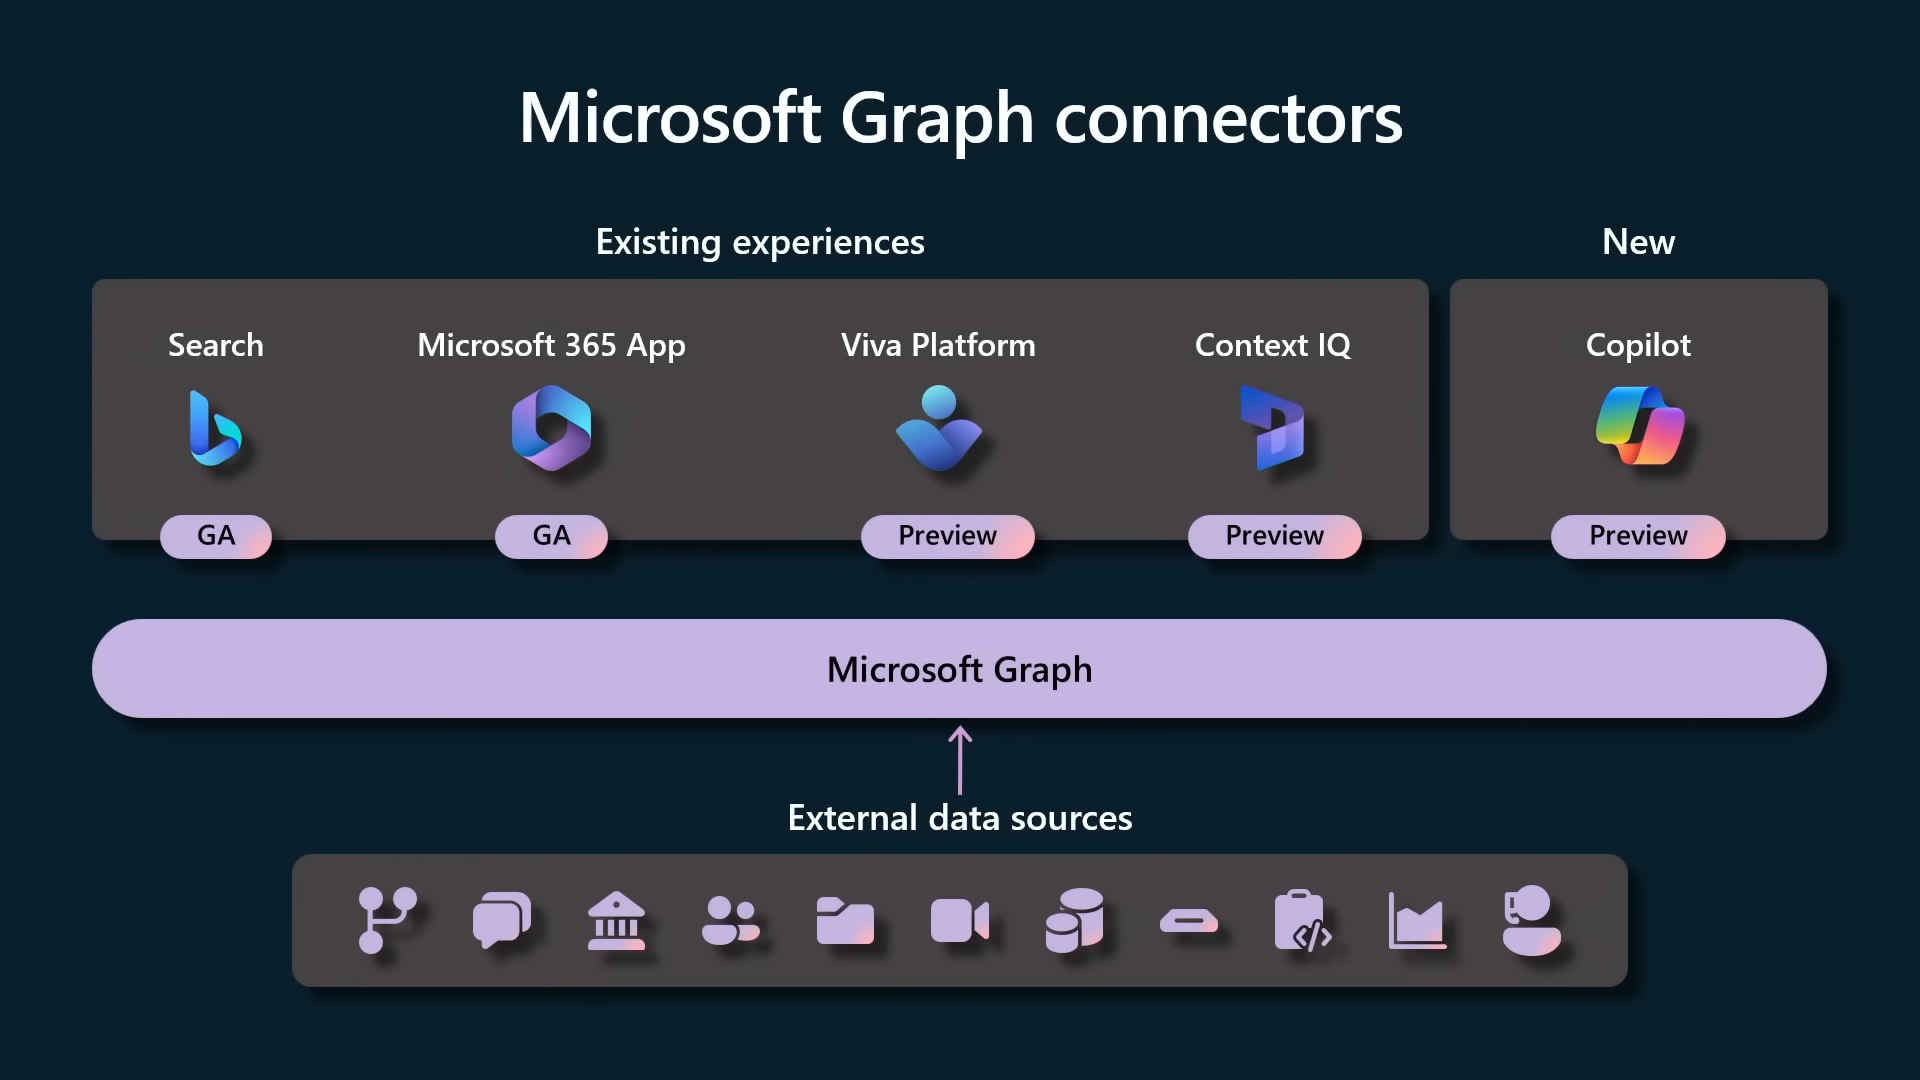 Microsoft Graph connectors
Existing experiences
New
Search
Microsoft 365 App
Viva Platform
Context IQ
Copilot
GA
GA
Preview
Preview
Preview
Microsoft Graph
External data sources